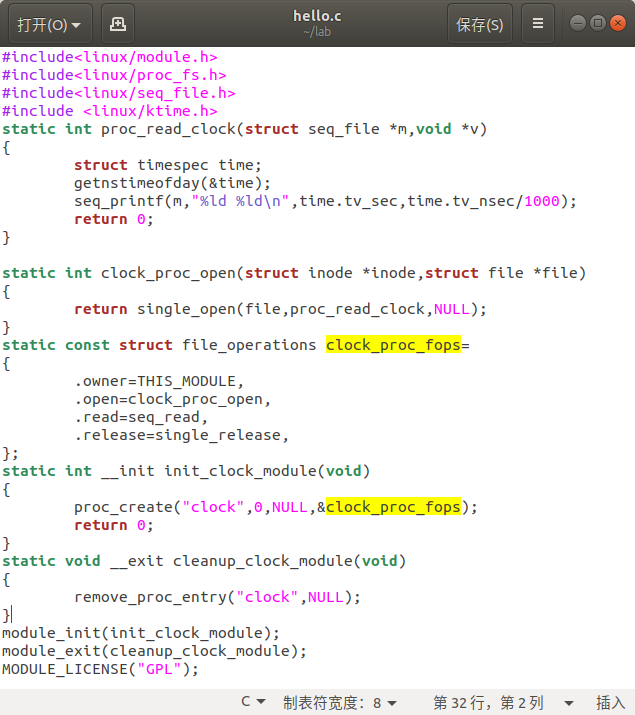 打开(O)
hello.c
~/lab
保存(S)
#include<linux/module.h>
#include<linux/proc_fs.h>
#include<linux/seq_file.h>
#include <linux/ktime.h>
static int proc_read_clock(struct seq_file *m,void *v)
{
        struct timespec time;
        getnstimeofday(&time);
        seq_printf(m,"%ld %ld\n",time.tv_sec,time.tv_nsec/1000);
        return 0;
}

static int clock_proc_open(struct inode *inode,struct file *file)
{
        return single_open(file,proc_read_clock,NULL);
}
static const struct file_operations clock_proc_fops=
{
        .owner=THIS_MODULE,
        .open=clock_proc_open,
        .read=seq_read,
        .release=single_release,
};
static int __init init_clock_module(void)
{
        proc_create("clock",0,NULL,&clock_proc_fops);
        return 0;
}
static void __exit cleanup_clock_module(void)
{
        remove_proc_entry("clock",NULL);
}
module_init(init_clock_module);
module_exit(cleanup_clock_module);
MODULE_LICENSE("GPL");
C 制表符宽度：8 第 32 行，第 2 列 插入